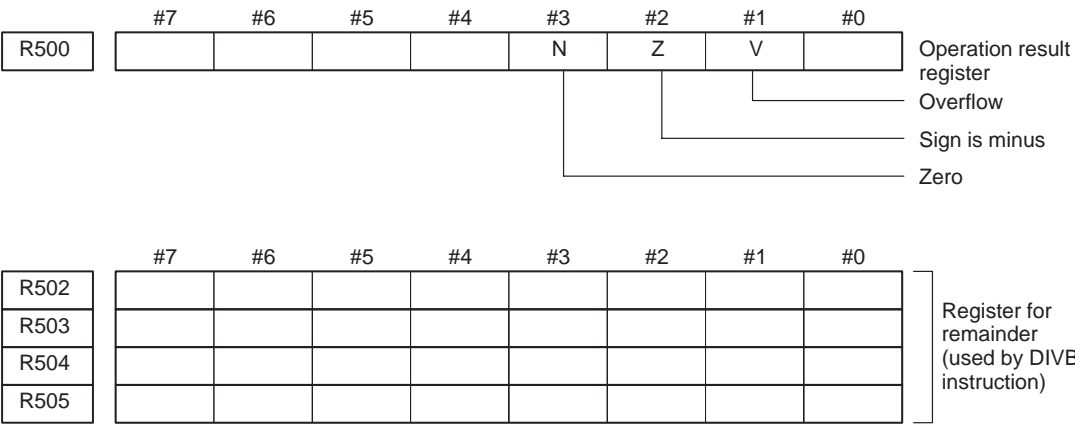 #7 #6 #5 #4 #3 #2 #1 #0
R500 N Z V Operation result
register
Overflow
Sign is minus
Zero
#7 #6 #5 #4 #3 #2 #1 #0
R502
R503
R504
R505
Register for
remainder
(used by DIVB
instruction)